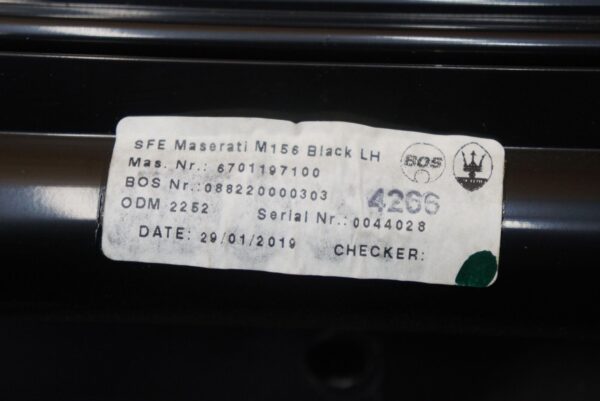 SFE Maserati M156 Black LH
BOS
Mas. Nr.: 6701197100
BOS Nr.:088220000303
4266
ODM 2252 Serial Nr.:0044028
DATE: 29/01/2019 CHECKER: